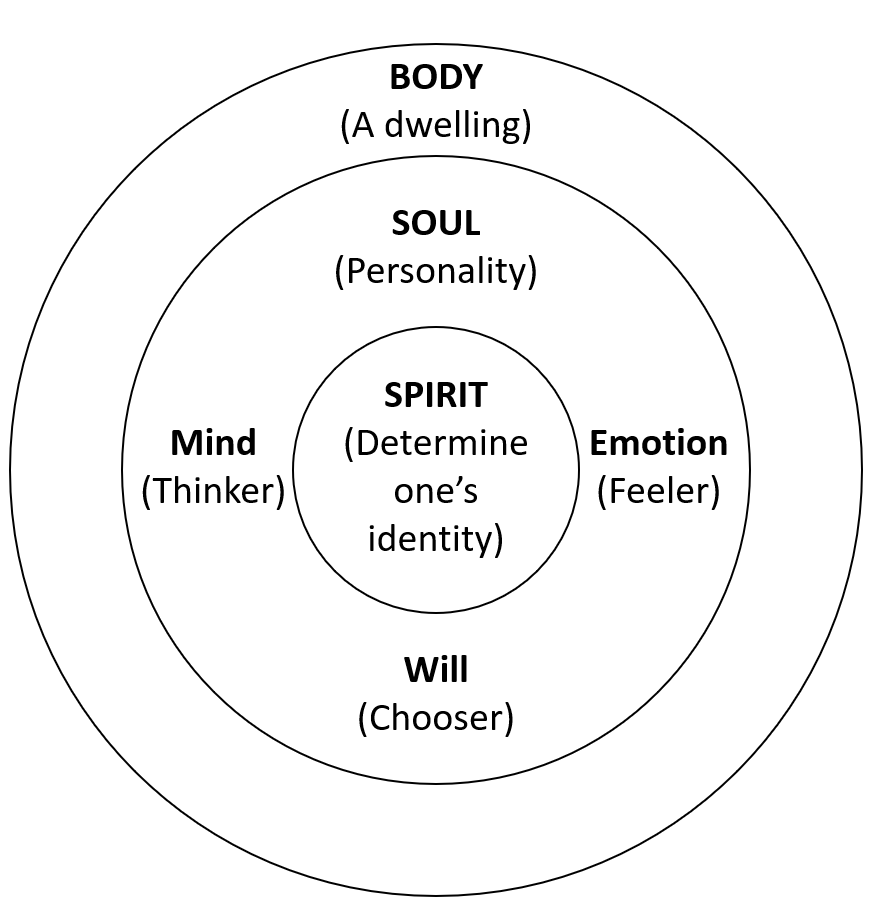 BODY
(A dwelling)
SOUL
(Personality)
SPIRIT
(Determine
one’s
identity)
Mind
(Thinker)
Emotion
(Feeler)
Will
(Chooser)